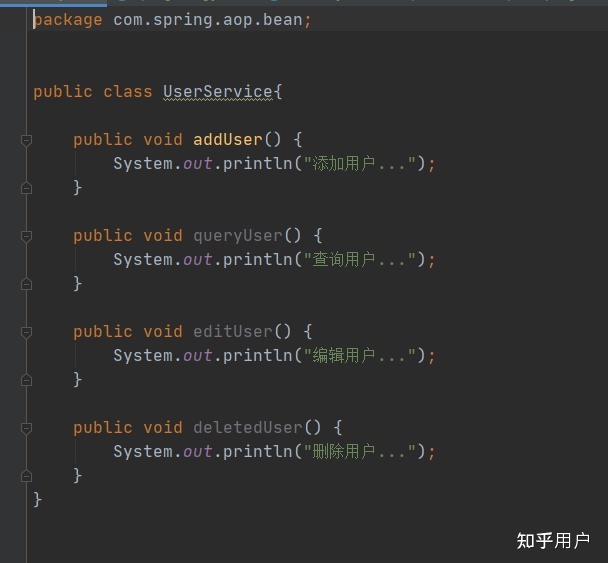 package com.spring.aop.bean;
public class UserService{
public void addUser() {
System.out.println("添加用户...");
}
public void queryUser() {
System.out.println("查询用户...");
}
public void editUser() {
System.out.println("编辑用户...");
}
public void deletedUser() {
System.out.println("删除用户...");
}
}
知乎用户